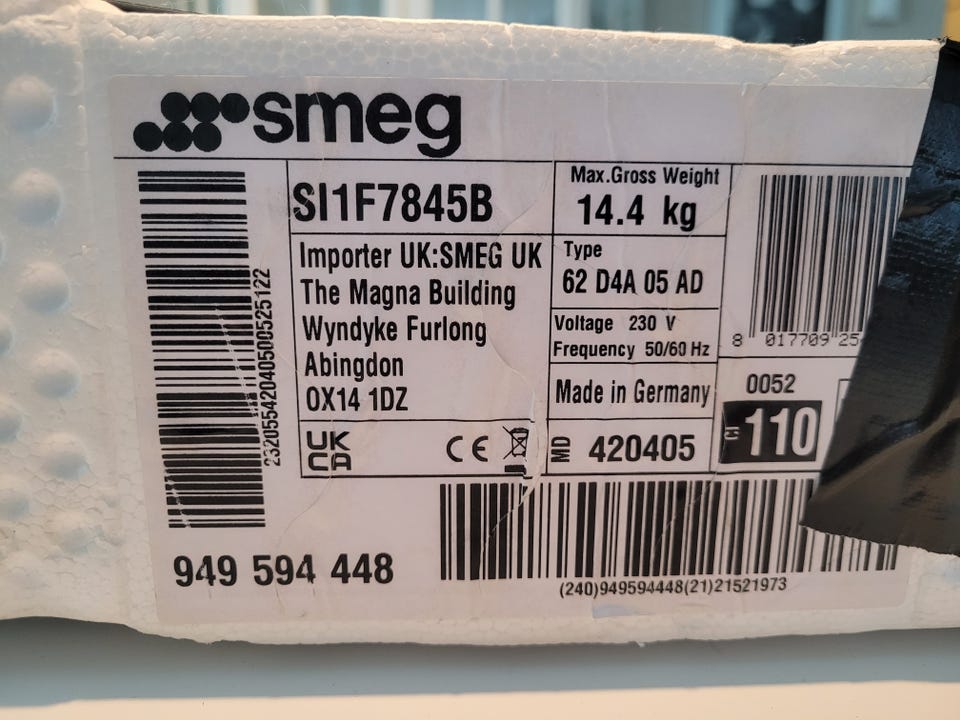 smeg
SI1F7845B
Importer UK:SMEG UK
The Magna Building
Wyndyke Furlong
Abingdon
OX14 1DZ
UK
CA
CE
Max.Gross Weight
14.4 kg
Type
62 D4A 05 AD
Voltage 230 V
Frequency 50/60 Hz
Made in Germany
MD 420405
8 017709 25
0052
CI 110
23205542040500525122
949 594 448
(240)949594448(21)21521973